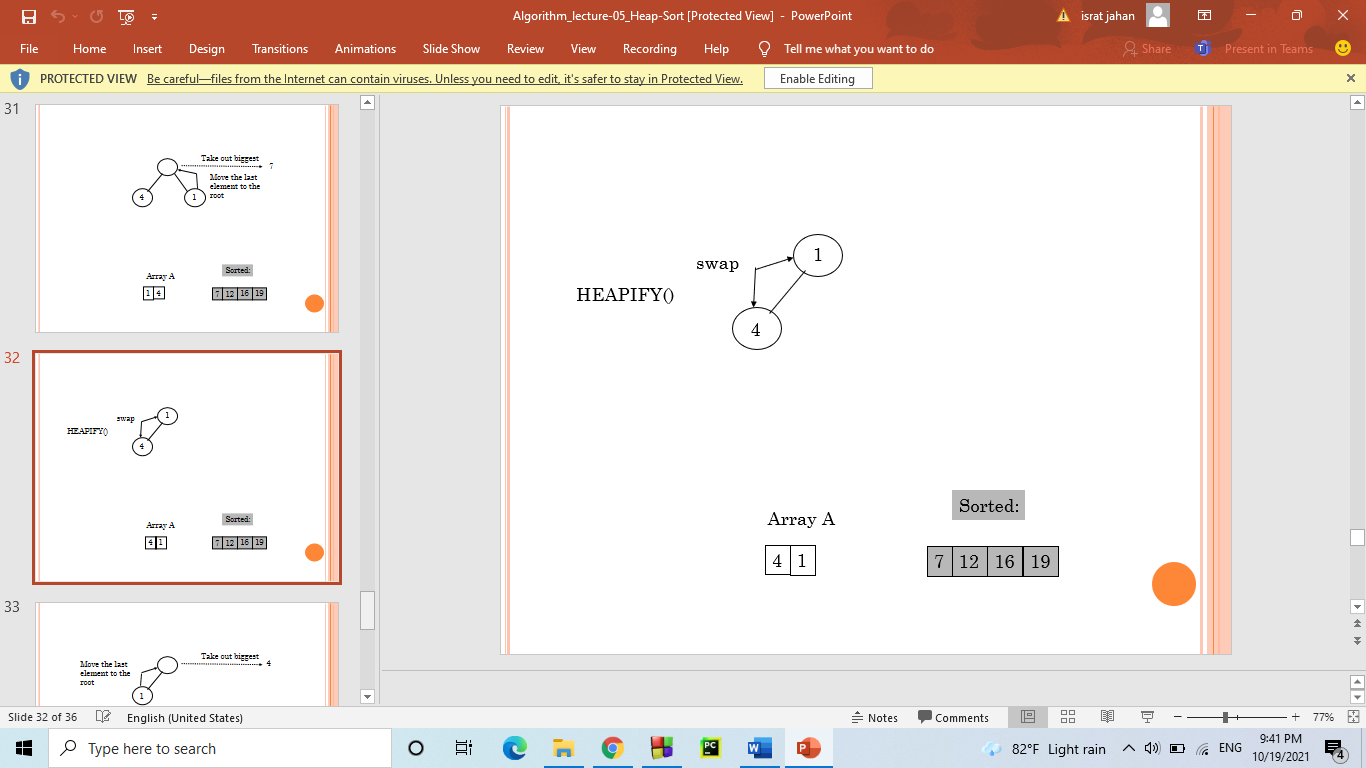 Algorithm_lecture-05_Heap-Sort [Protected View] - PowerPoint
israt jahan
File Home Insert Design Transitions Animations Slide Show Review View Recording Help Tell me what you want to do
Share Present in Teams
PROTECTED VIEW Be careful—files from the Internet can contain viruses. Unless you need to edit, it's safer to stay in Protected View. Enable Editing
31
Take out biggest
7
Move the last
element to the
root
4 1
Array A Sorted:
1 4 7 12 16 19
32
swap 1
HEAPIFY()
4
Array A Sorted:
4 1 7 12 16 19
33
Take out biggest
4
Move the last
element to the
root
1
swap 1
HEAPIFY()
4
Sorted:
Array A
4 1 7 12 16 19
Slide 32 of 36 English (United States) Notes Comments 77%
Type here to search
PC
W
P
82°F Light rain
ENG
9:41 PM
10/19/2021
4